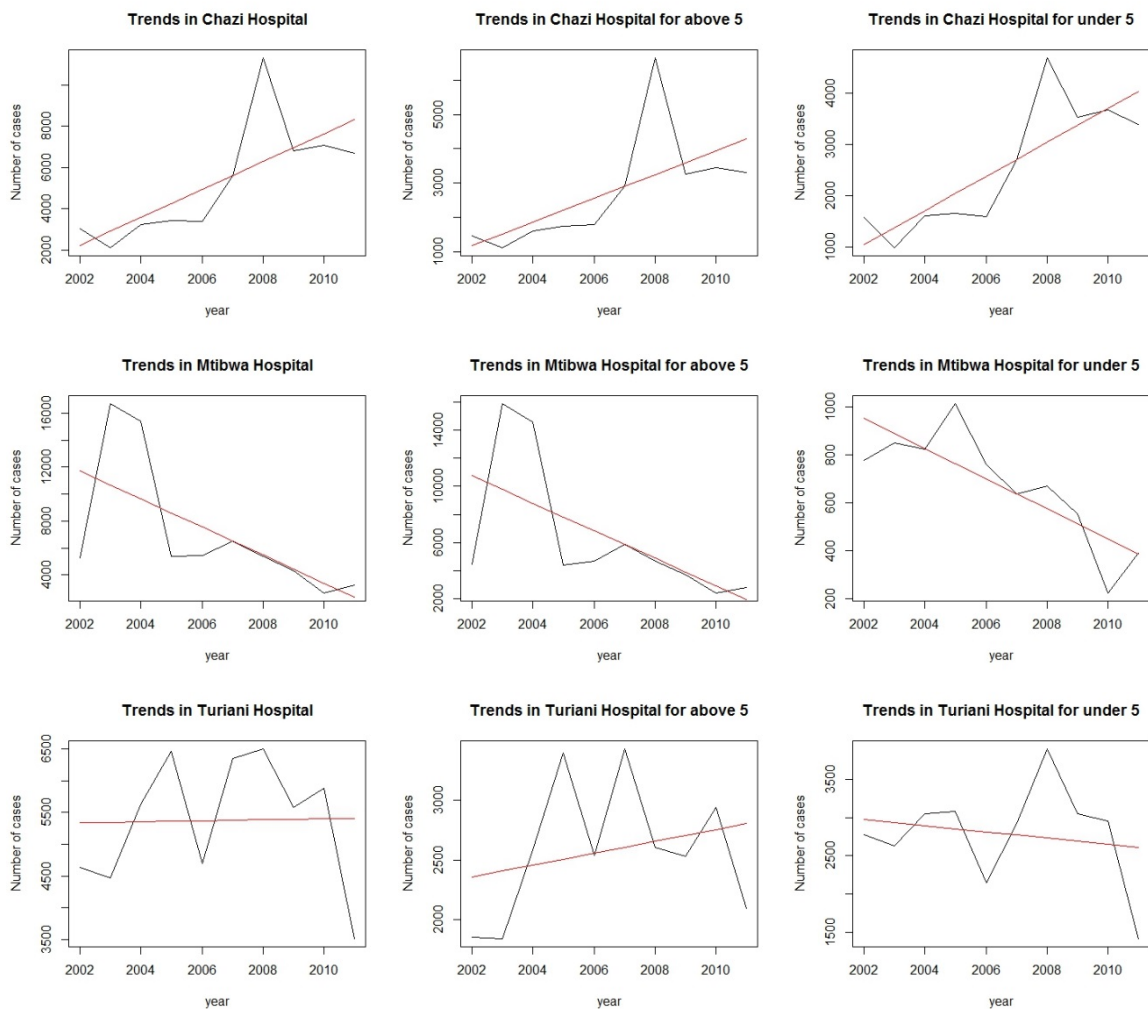 Trends in Chazi Hospital
Number of cases
2000 4000 6000 8000
2002 2004 2006 2008 2010
year
Trends in Chazi Hospital for above 5
Number of cases
1000 3000 5000
2002 2004 2006 2008 2010
year
Trends in Chazi Hospital for under 5
Number of cases
1000 2000 3000 4000
2002 2004 2006 2008 2010
year
Trends in Mtibwa Hospital
Number of cases
4000 8000 12000 16000
2002 2004 2006 2008 2010
year
Trends in Mtibwa Hospital for above 5
Number of cases
2000 6000 10000 14000
2002 2004 2006 2008 2010
year
Trends in Mtibwa Hospital for under 5
Number of cases
200 400 600 800 1000
2002 2004 2006 2008 2010
year
Trends in Turiani Hospital
Number of cases
3500 4500 5500 6500
2002 2004 2006 2008 2010
year
Trends in Turiani Hospital for above 5
Number of cases
2000 2500 3000
2002 2004 2006 2008 2010
year
Trends in Turiani Hospital for under 5
Number of cases
1500 2500 3500
2002 2004 2006 2008 2010
year